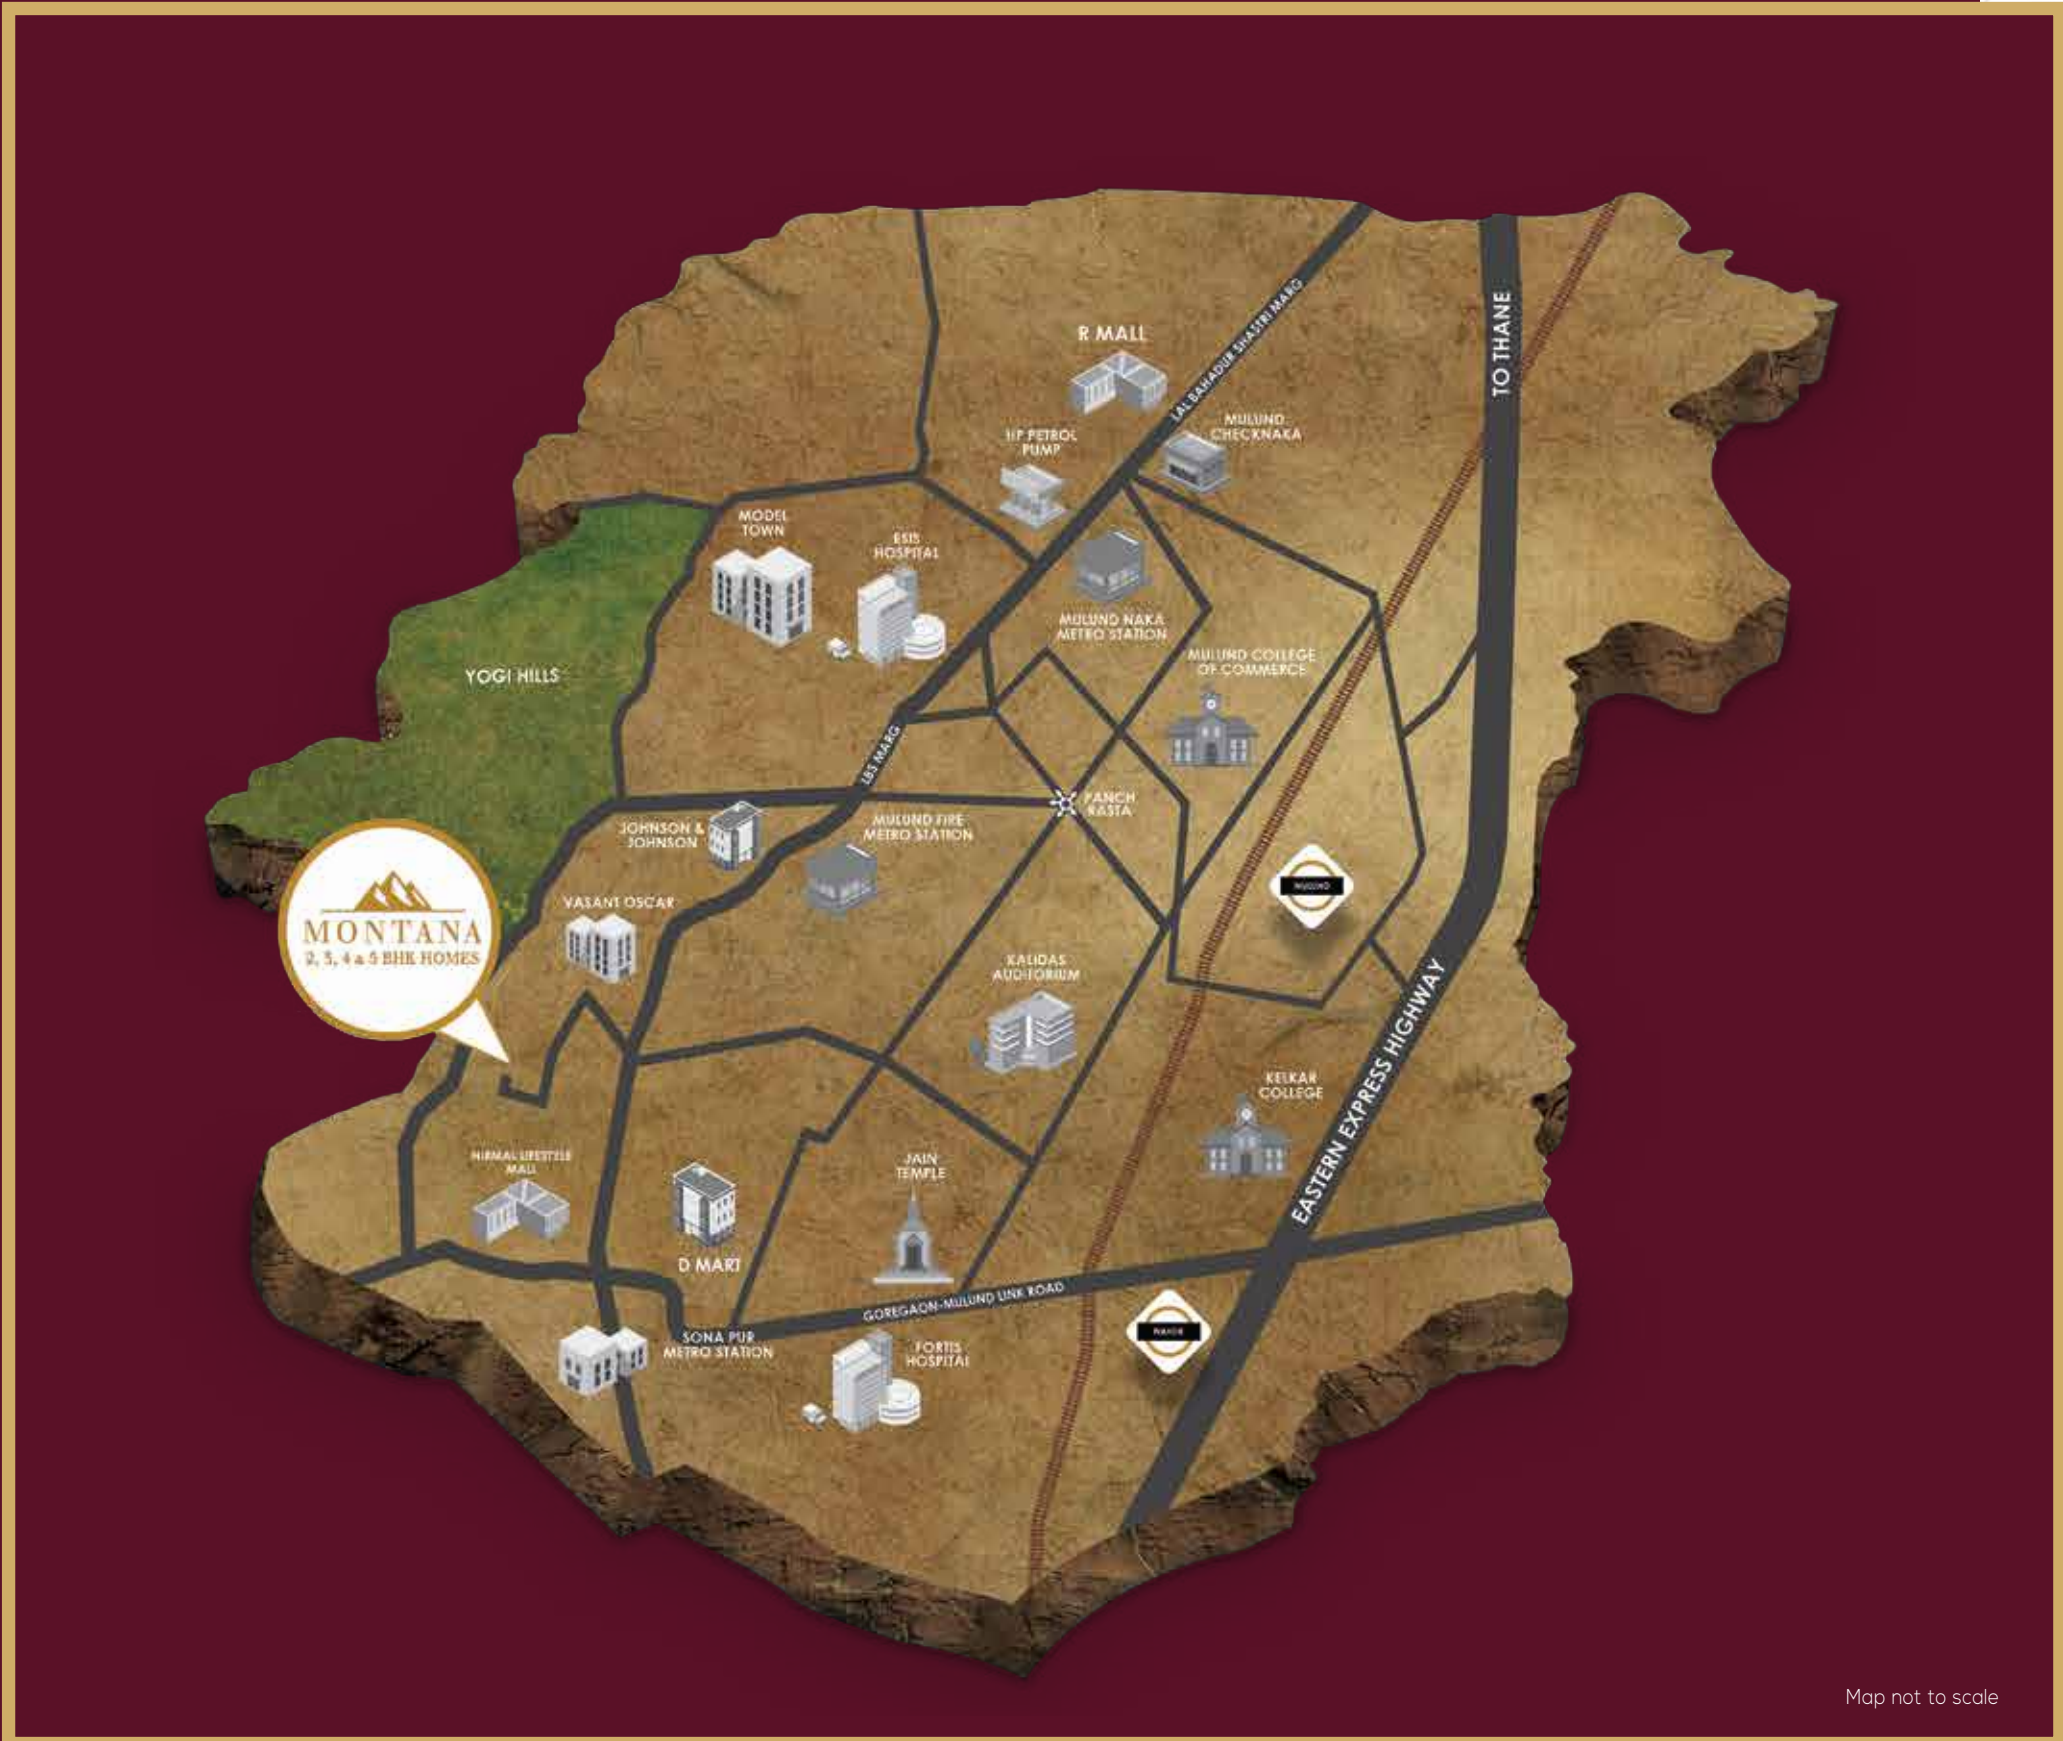 R MALL
LAL BAHADUR SHASTRI MARG
TO THANE
MULUND
CHECKNAKA
HP PETROL
PUMP
MODEL
TOWN
ESIS
HOSPITAL
MULUND NAKA
METRO STATION
MULUND COLLEGE
OF COMMERCE
YOGI HILLS
LBS MARG
PANCH
RASTA
JOHNSON &
JOHNSON
MULUND FIRE
METRO STATION
MULUND
VASANT OSCAR
MONTANA
2, 3, 4 & 5 BHK HOMES
KALIDAS
AUDITORIUM
EASTERN EXPRESS HIGHWAY
KELKAR
COLLEGE
NIRMAL LIFESTYLE
MALL
JAIN
TEMPLE
D MART
GOREGAON-MULUND LINK ROAD
SONA PUR
METRO STATION
FORTIS
HOSPITAL
Map not to scale